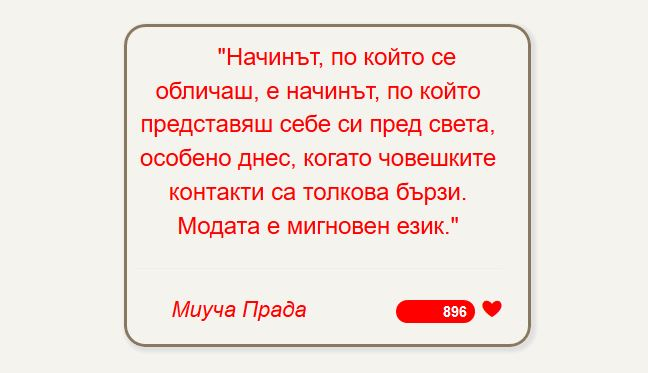 "Начинът, по който се
обличаш, е начинът, по който
представяш себе си пред света,
особено днес, когато човешките
контакти са толкова бързи.
Модата е мигновен език."
Миуча Прада
896